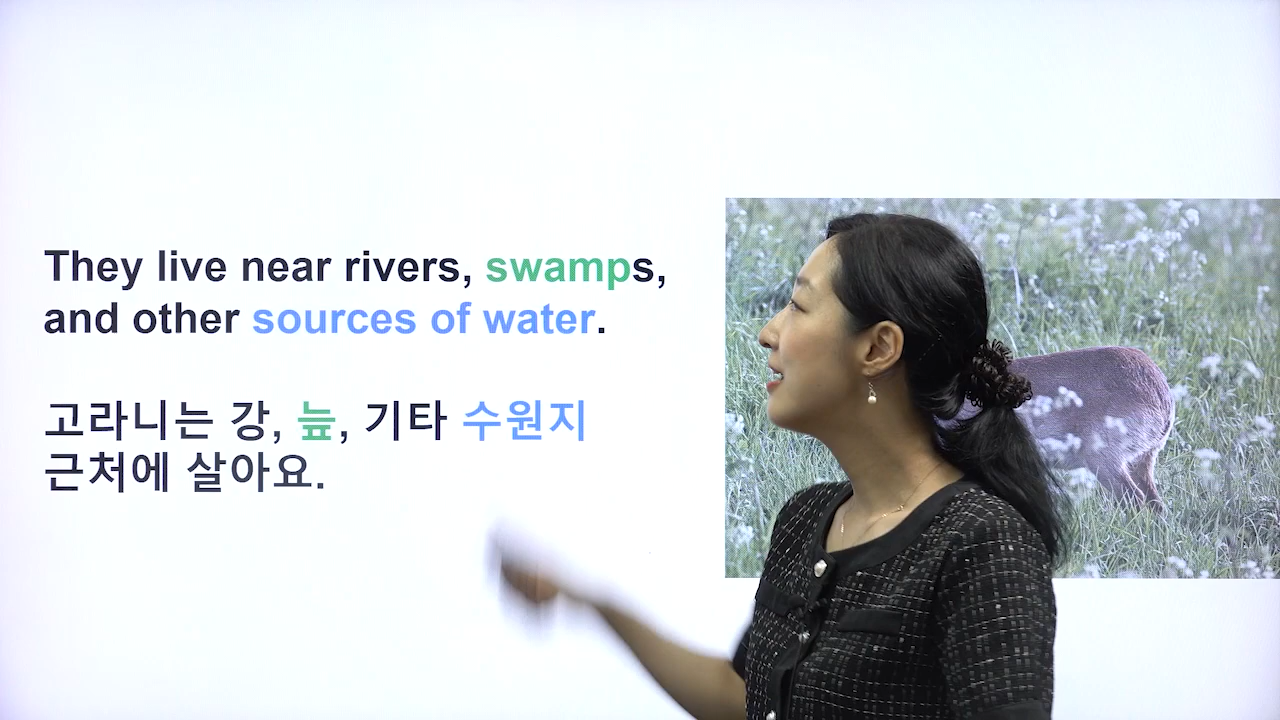 They live near rivers, swamps,
and other sources of water.
고라니는 강, 늪, 기타 수원지
근처에 살아요.